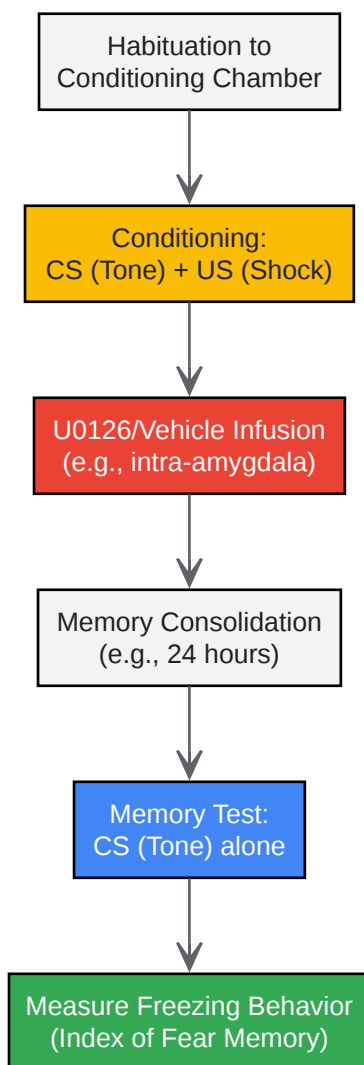 Habituation to
Conditioning Chamber
Conditioning:
CS (Tone) + US (Shock)
U0126/Vehicle Infusion
(e.g., intra-amygdala)
Memory Consolidation
(e.g., 24 hours)
Memory Test:
CS (Tone) alone
Measure Freezing Behavior
(Index of Fear Memory)